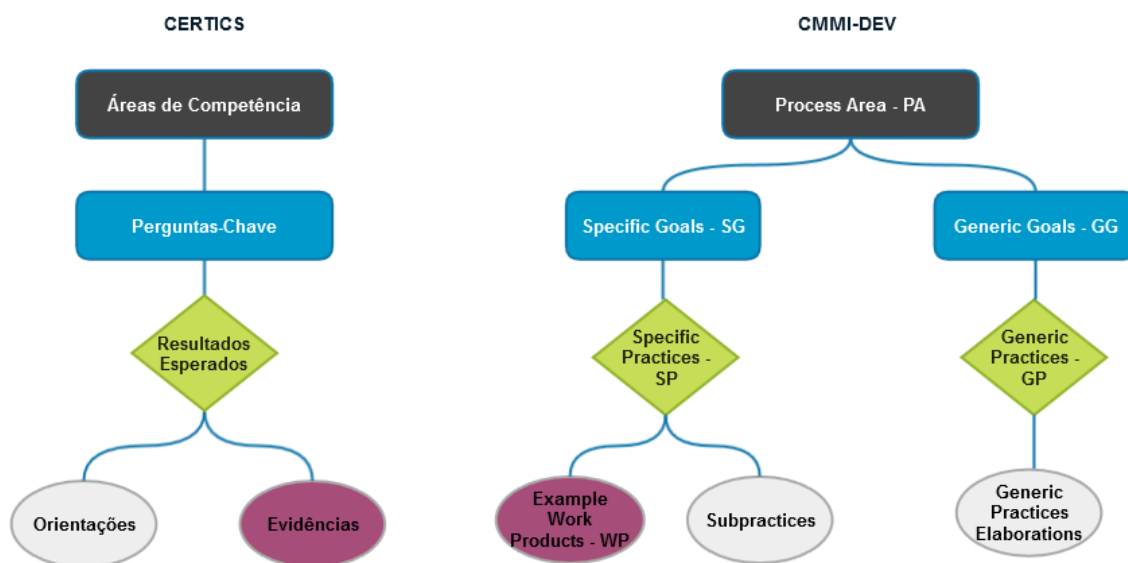 CERTICS
Áreas de Competência
Perguntas-Chave
Resultados
Esperados
Orientações
Evidências
CMMI-DEV
Process Area - PA
Specific Goals - SG
Generic Goals - GG
Specific
Practices -
SP
Generic
Practices -
GP
Example
Work
Products - WP
Subpractices
Generic
Practices
Elaborations